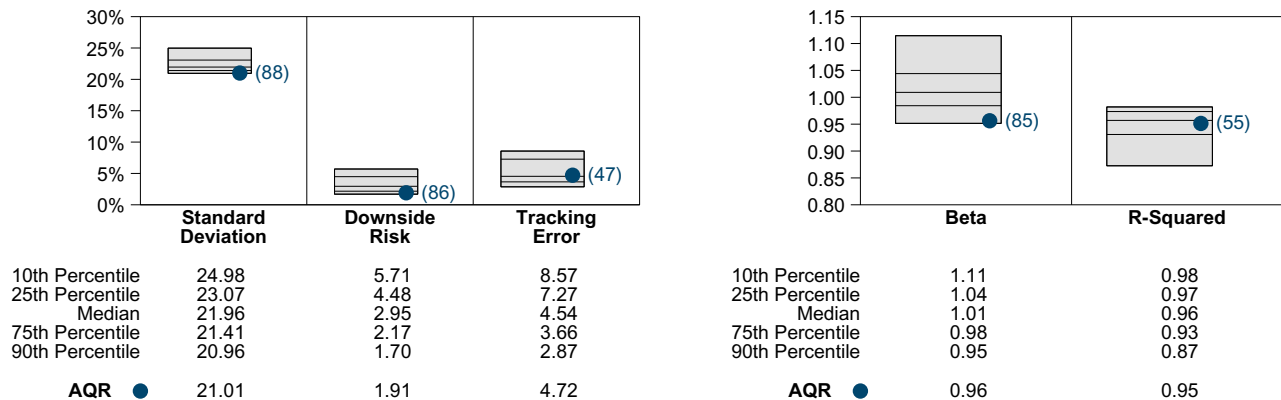 30%
25%
20%
15%
10%
5%
0%
(88)
(86)
(47)
Standard
Deviation
Downside
Risk
Tracking
Error
10th Percentile 24.98 5.71 8.57
25th Percentile 23.07 4.48 7.27
Median 21.96 2.95 4.54
75th Percentile 21.41 2.17 3.66
90th Percentile 20.96 1.70 2.87
AQR 21.01 1.91 4.72
1.15
1.10
1.05
1.00
0.95
0.90
0.85
0.80
(85)
(55)
Beta R-Squared
10th Percentile 1.11 0.98
25th Percentile 1.04 0.97
Median 1.01 0.96
75th Percentile 0.98 0.93
90th Percentile 0.95 0.87
AQR 0.96 0.95